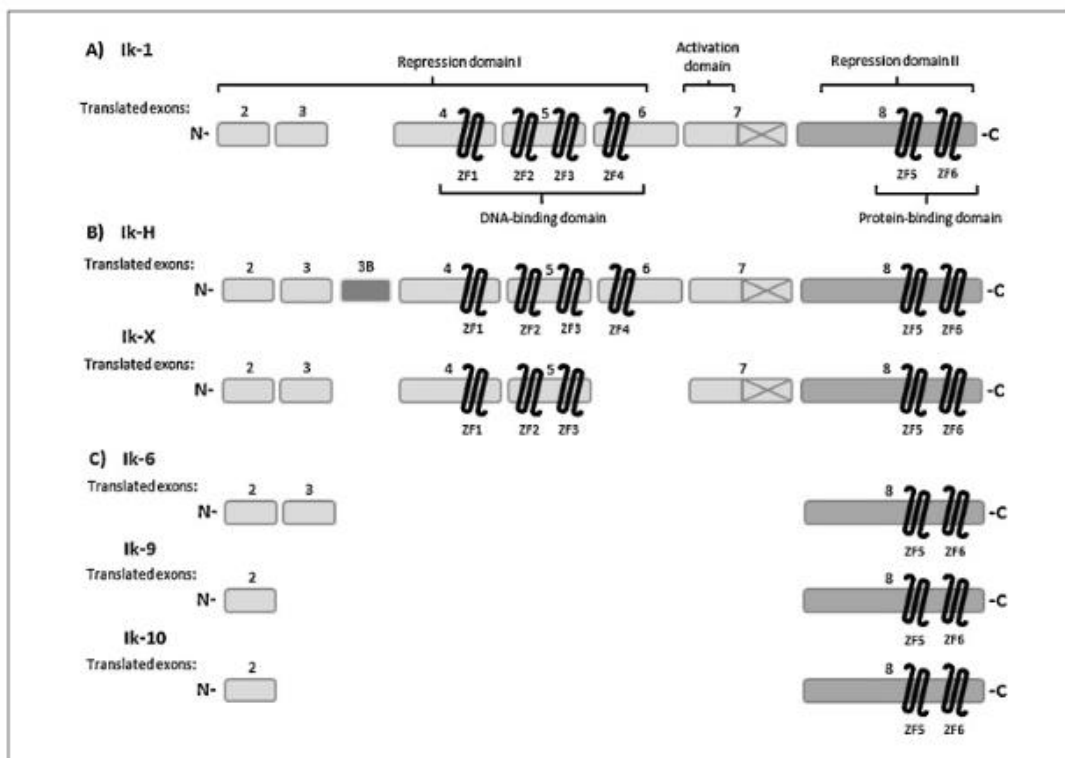 A) Ik-1
Repression domain I
Activation domain
Repression domain II
Translated exons: 2 3 4 5 6 7 8
N- -C
ZF1 ZF2 ZF3 ZF4 ZF5 ZF6
DNA-binding domain Protein-binding domain
B) Ik-H
Translated exons: 2 3 3B 4 5 6 7 8
N- -C
ZF1 ZF2 ZF3 ZF4 ZF5 ZF6
Ik-X
Translated exons: 2 3 4 5 7 8
N- -C
ZF1 ZF2 ZF3 ZF5 ZF6
C) Ik-6
Translated exons: 2 3 8
N- -C
ZF5 ZF6
Ik-9
Translated exons: 2 8
N- -C
ZF5 ZF6
Ik-10
Translated exons: 2 8
N- -C
ZF5 ZF6